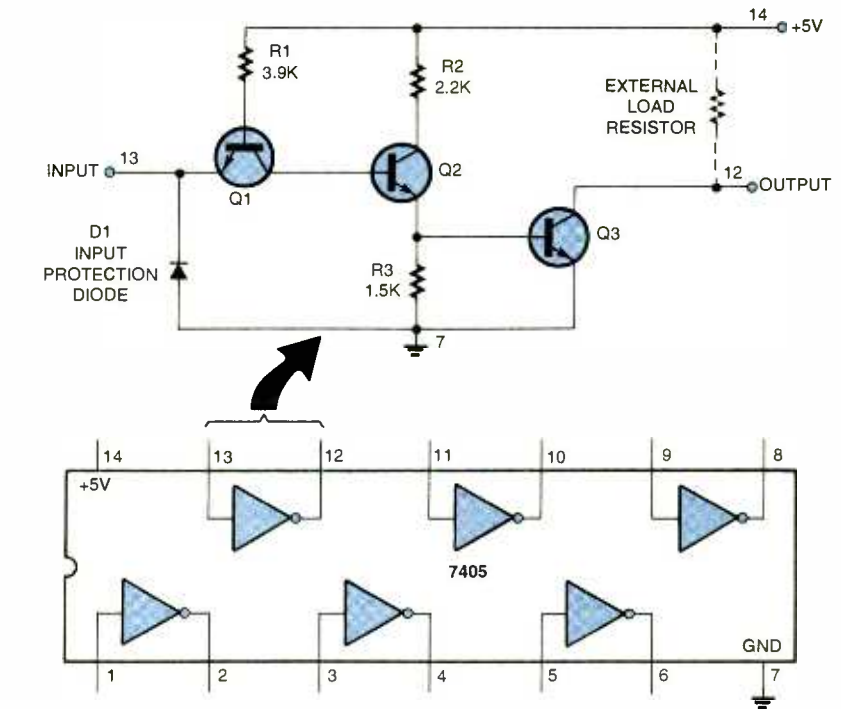 14
+5V
R1
3.9K
R2
2.2K
EXTERNAL
LOAD
RESISTOR
INPUT
13
Q1
Q2
12
OUTPUT
D1
INPUT
PROTECTION
DIODE
Q3
R3
1.5K
7
14
13
12
11
10
9
8
+5V
7405
GND
1
2
3
4
5
6
7